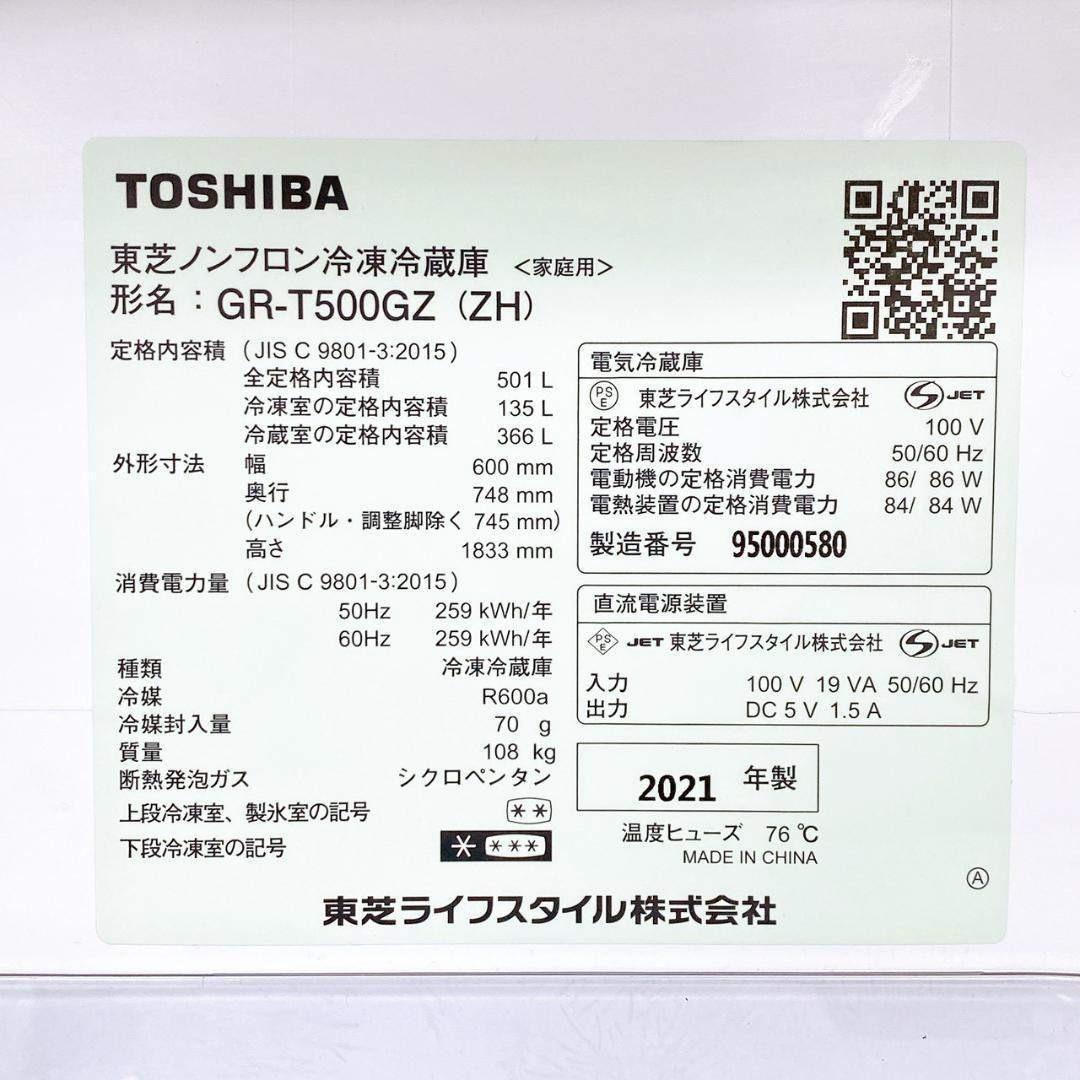 TOSHIBA
東芝ノンフロン冷凍冷蔵庫 <家庭用>
形名：GR-T500GZ (ZH)
定格内容積 (JIS C 9801-3:2015)
全定格内容積 501 L
冷凍室の定格内容積 135 L
冷蔵室の定格内容積 366 L
外形寸法 幅 600 mm
奥行 748 mm
(ハンドル・調整脚除く 745 mm)
高さ 1833 mm
消費電力量 (JIS C 9801-3:2015)
50Hz 259 kWh/年
60Hz 259 kWh/年
種類 冷凍冷蔵庫
冷媒 R600a
冷媒封入量 70 g
質量 108 kg
断熱発泡ガス シクロペンタン
上段冷凍室、製氷室の記号 **
下段冷凍室の記号 * ***
電気冷蔵庫
PSE 東芝ライフスタイル株式会社 S JET
定格電圧 100 V
定格周波数 50/60 Hz
電動機の定格消費電力 86/ 86 W
電熱装置の定格消費電力 84/ 84 W
製造番号 95000580
直流電源装置
PSE JET 東芝ライフスタイル株式会社 S JET
入力 100 V 19 VA 50/60 Hz
出力 DC 5 V 1.5 A
2021 年製
温度ヒューズ 76 ℃
MADE IN CHINA
Ⓐ
東芝ライフスタイル株式会社